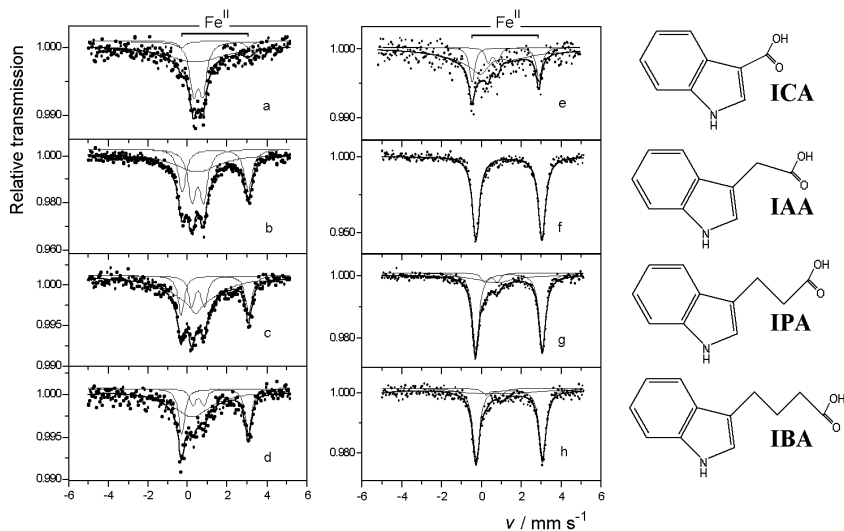 Fe II
Fe II
Relative transmission
1.000
0.990
a
1.000
0.980
0.960
b
1.000
0.995
0.990
c
1.000
0.995
0.990
d
-6 -4 -2 0 2 4 6
1.000
0.990
e
1.000
0.950
f
1.000
0.980
g
1.000
0.980
h
-6 -4 -2 0 2 4 6
v / mm s⁻¹
OH
O
N
H
ICA
OH
O
N
H
IAA
OH
O
N
H
IPA
OH
O
N
H
IBA